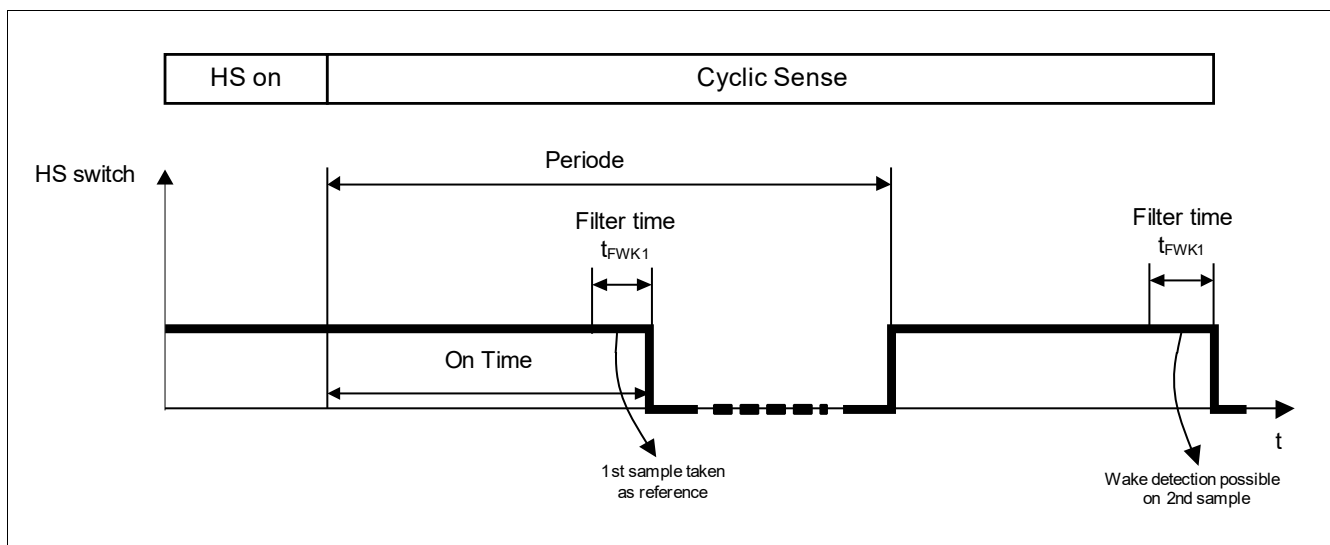 HS on
Cyclic Sense
Periode
HS switch
Filter time
tFWK1
Filter time
tFWK1
On Time
t
1st sample taken
as reference
Wake detection possible
on 2nd sample